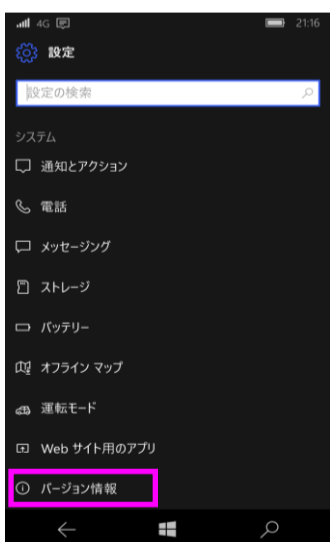 4G 21:16
設定
設定の検索
システム
通知とアクション
電話
メッセージング
ストレージ
バッテリー
オフライン マップ
運転モード
Web サイト用のアプリ
バージョン情報